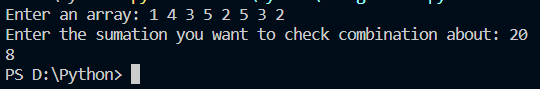 Enter an array: 1 4 3 5 2 5 3 2
Enter the sumation you want to check combination about: 20
8
PS D:\Python>